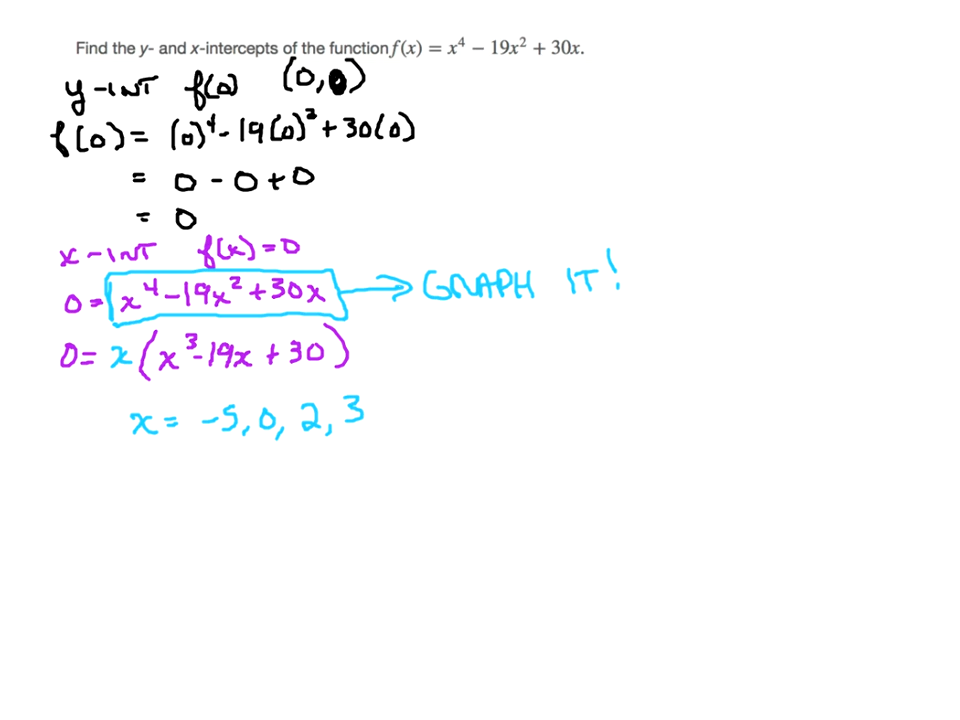 Find the y- and x-intercepts of the function f(x) = x⁴ − 19x² + 30x.
y-INT f(0) (0,0)
f(0) = (0)⁴ - 19(0)² + 30(0)
= 0 - 0 + 0
= 0
x-INT f(x) = 0
0 = x⁴ - 19x² + 30x → GRAPH IT!
0 = x(x³ - 19x + 30)
x = -5, 0, 2, 3